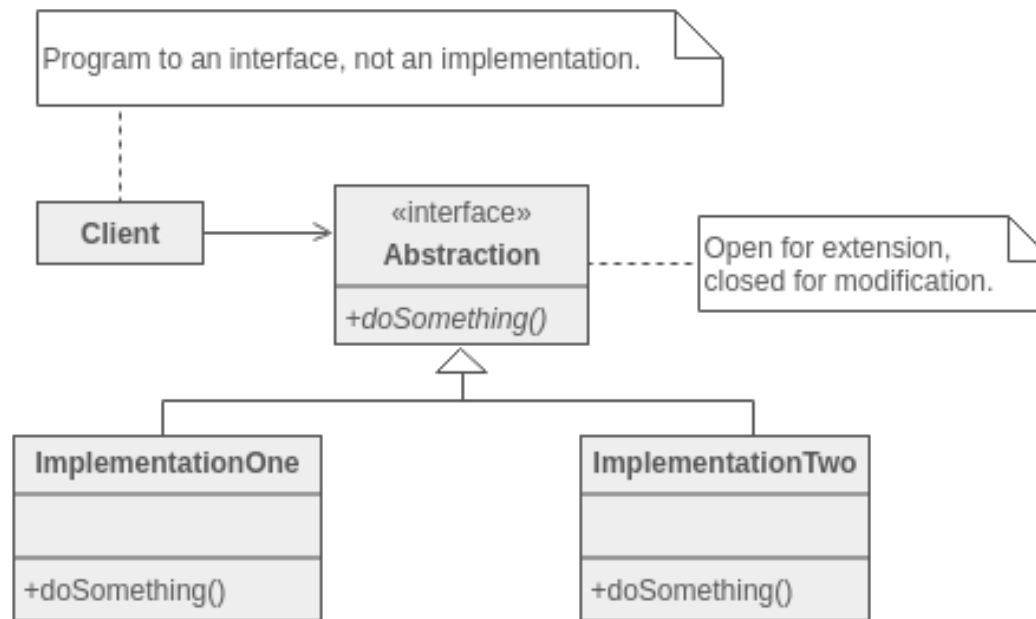 Program to an interface, not an implementation.
Client
«interface»
Abstraction
+doSomething()
Open for extension,
closed for modification.
ImplementationOne
+doSomething()
ImplementationTwo
+doSomething()